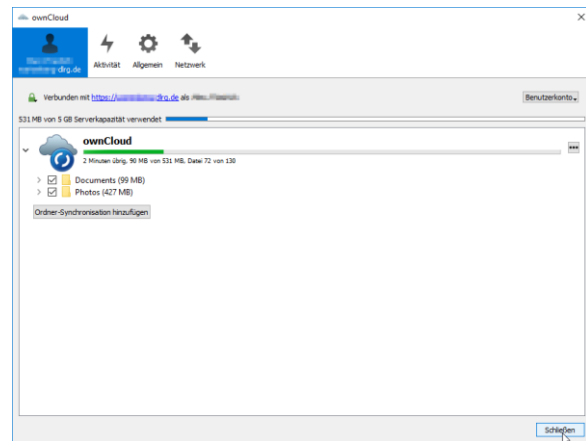 ownCloud
drg.de
Aktivität
Allgemein
Netzwerk
Verbunden mit https://drg.de als
Benutzerkonto
531 MB von 5 GB Serverkapazität verwendet
ownCloud
2 Minuten übrig, 90 MB von 531 MB, Datei 72 von 130
Documents (99 MB)
Photos (427 MB)
Ordner-Synchronisation hinzufügen
Schließen